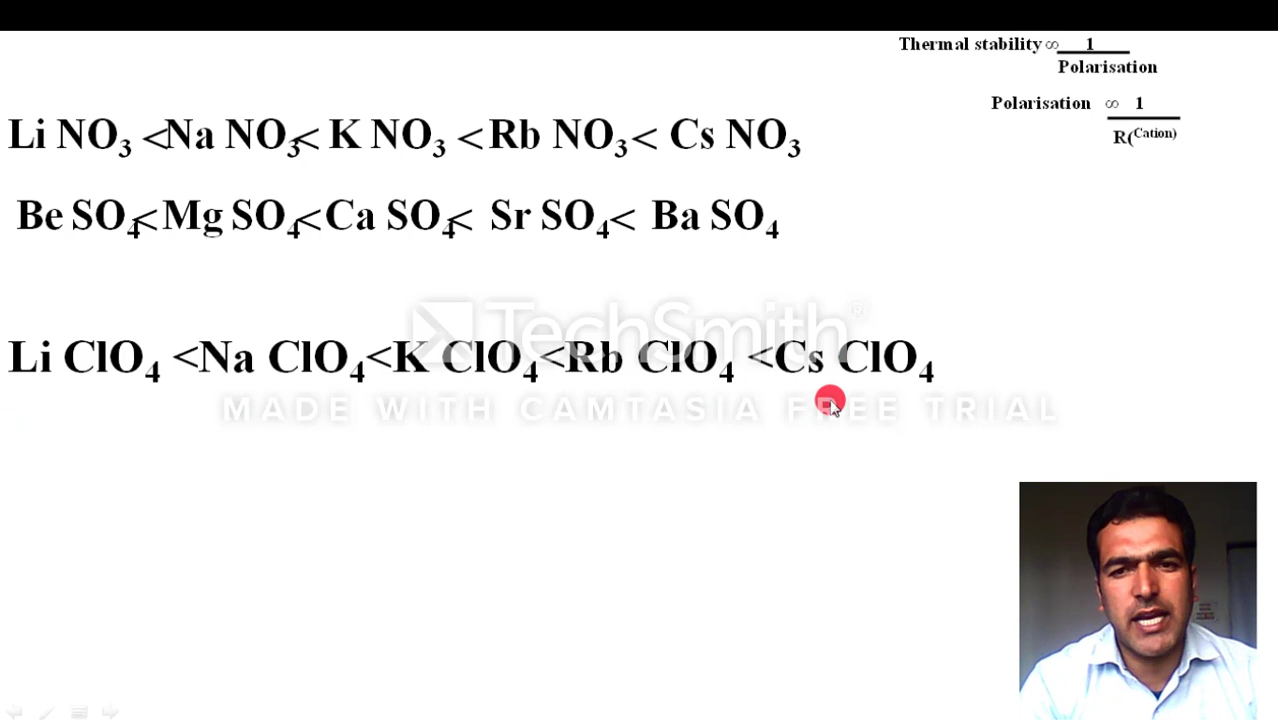 Thermal stability ∞ 1
Polarisation
Polarisation ∞ 1
R(Cation)
Li NO₃ <Na NO₃< K NO₃ < Rb NO₃ < Cs NO₃
Be SO₄< Mg SO₄< Ca SO₄< Sr SO₄ < Ba SO₄
TechSmith®
Li ClO₄ <Na ClO₄<K ClO₄<Rb ClO₄ <Cs ClO₄
MADE WITH CAMTASIA FREE TRIAL